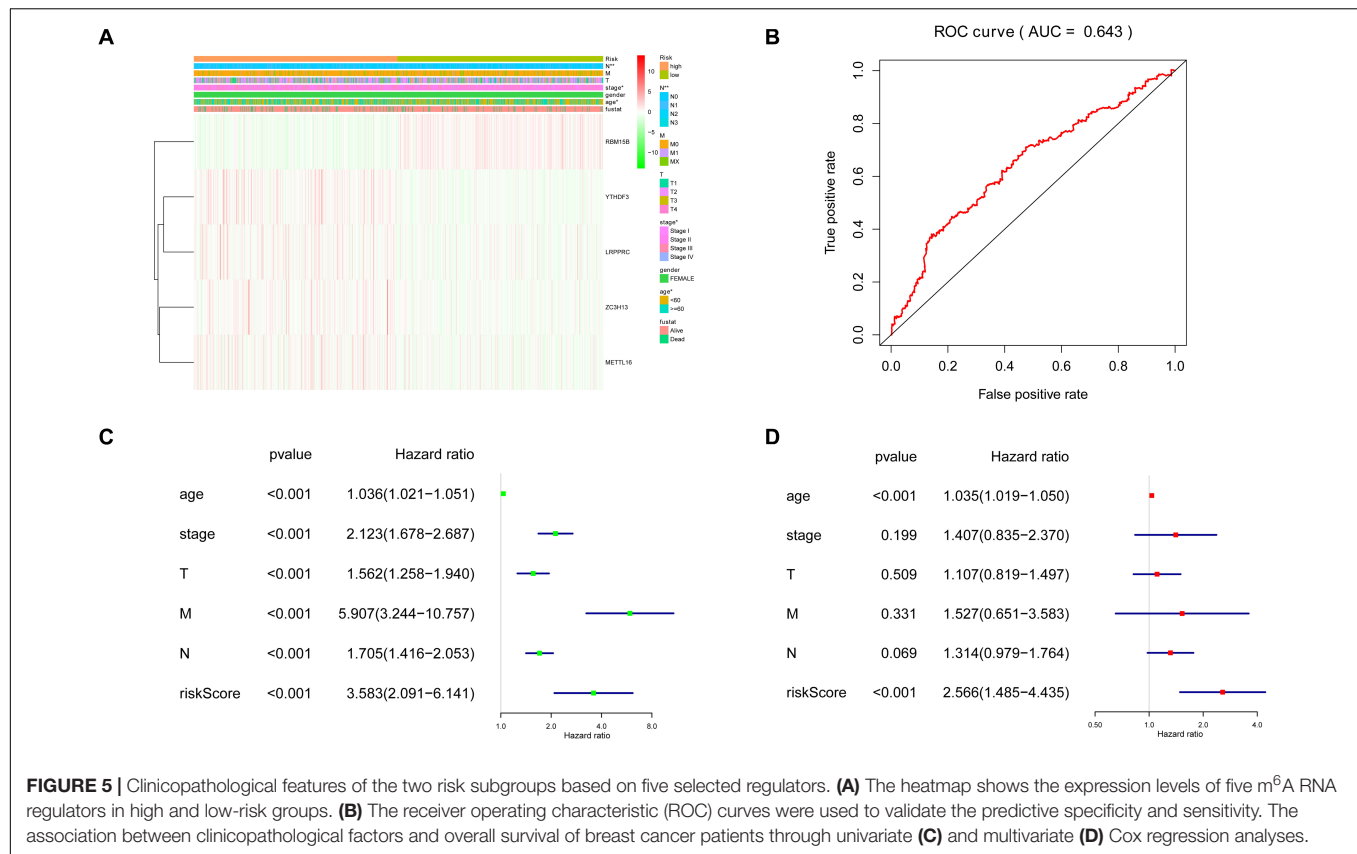 A
Risk
N**
M
T
stage*
gender
age*
fustat
RBM15B
YTHDF3
LRPPRC
ZC3H13
METTL16
10
5
0
−5
−10
Risk
high
low
N**
N0
N1
N2
N3
M
M0
M1
MX
T
T1
T2
T3
T4
stage*
Stage I
Stage II
Stage III
Stage IV
gender
FEMALE
age*
<60
>=60
fustat
Alive
Dead
B
ROC curve ( AUC = 0.643 )
True positive rate
1.0
0.8
0.6
0.4
0.2
0.0
0.0 0.2 0.4 0.6 0.8 1.0
False positive rate
C
pvalue Hazard ratio
age <0.001 1.036(1.021−1.051)
stage <0.001 2.123(1.678−2.687)
T <0.001 1.562(1.258−1.940)
M <0.001 5.907(3.244−10.757)
N <0.001 1.705(1.416−2.053)
riskScore <0.001 3.583(2.091−6.141)
1.0 2.0 4.0 8.0
Hazard ratio
D
pvalue Hazard ratio
age <0.001 1.035(1.019−1.050)
stage 0.199 1.407(0.835−2.370)
T 0.509 1.107(0.819−1.497)
M 0.331 1.527(0.651−3.583)
N 0.069 1.314(0.979−1.764)
riskScore <0.001 2.566(1.485−4.435)
0.50 1.0 2.0 4.0
Hazard ratio
FIGURE 5 | Clinicopathological features of the two risk subgroups based on five selected regulators. (A) The heatmap shows the expression levels of five m⁶A RNA
regulators in high and low-risk groups. (B) The receiver operating characteristic (ROC) curves were used to validate the predictive specificity and sensitivity. The
association between clinicopathological factors and overall survival of breast cancer patients through univariate (C) and multivariate (D) Cox regression analyses.